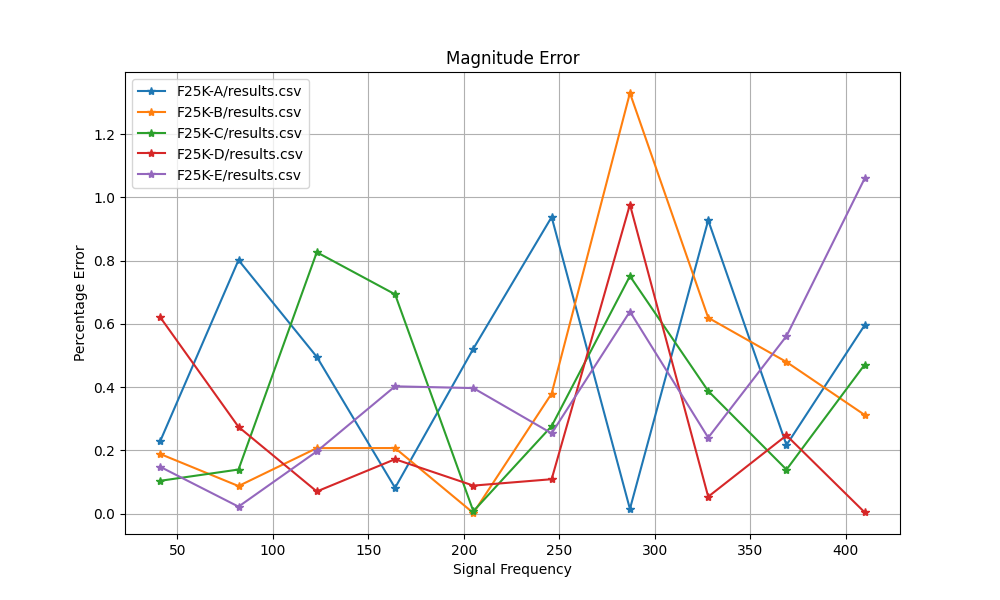 Magnitude Error
F25K-A/results.csv
F25K-B/results.csv
F25K-C/results.csv
F25K-D/results.csv
F25K-E/results.csv
Percentage Error
1.2
1.0
0.8
0.6
0.4
0.2
0.0
50 100 150 200 250 300 350 400
Signal Frequency